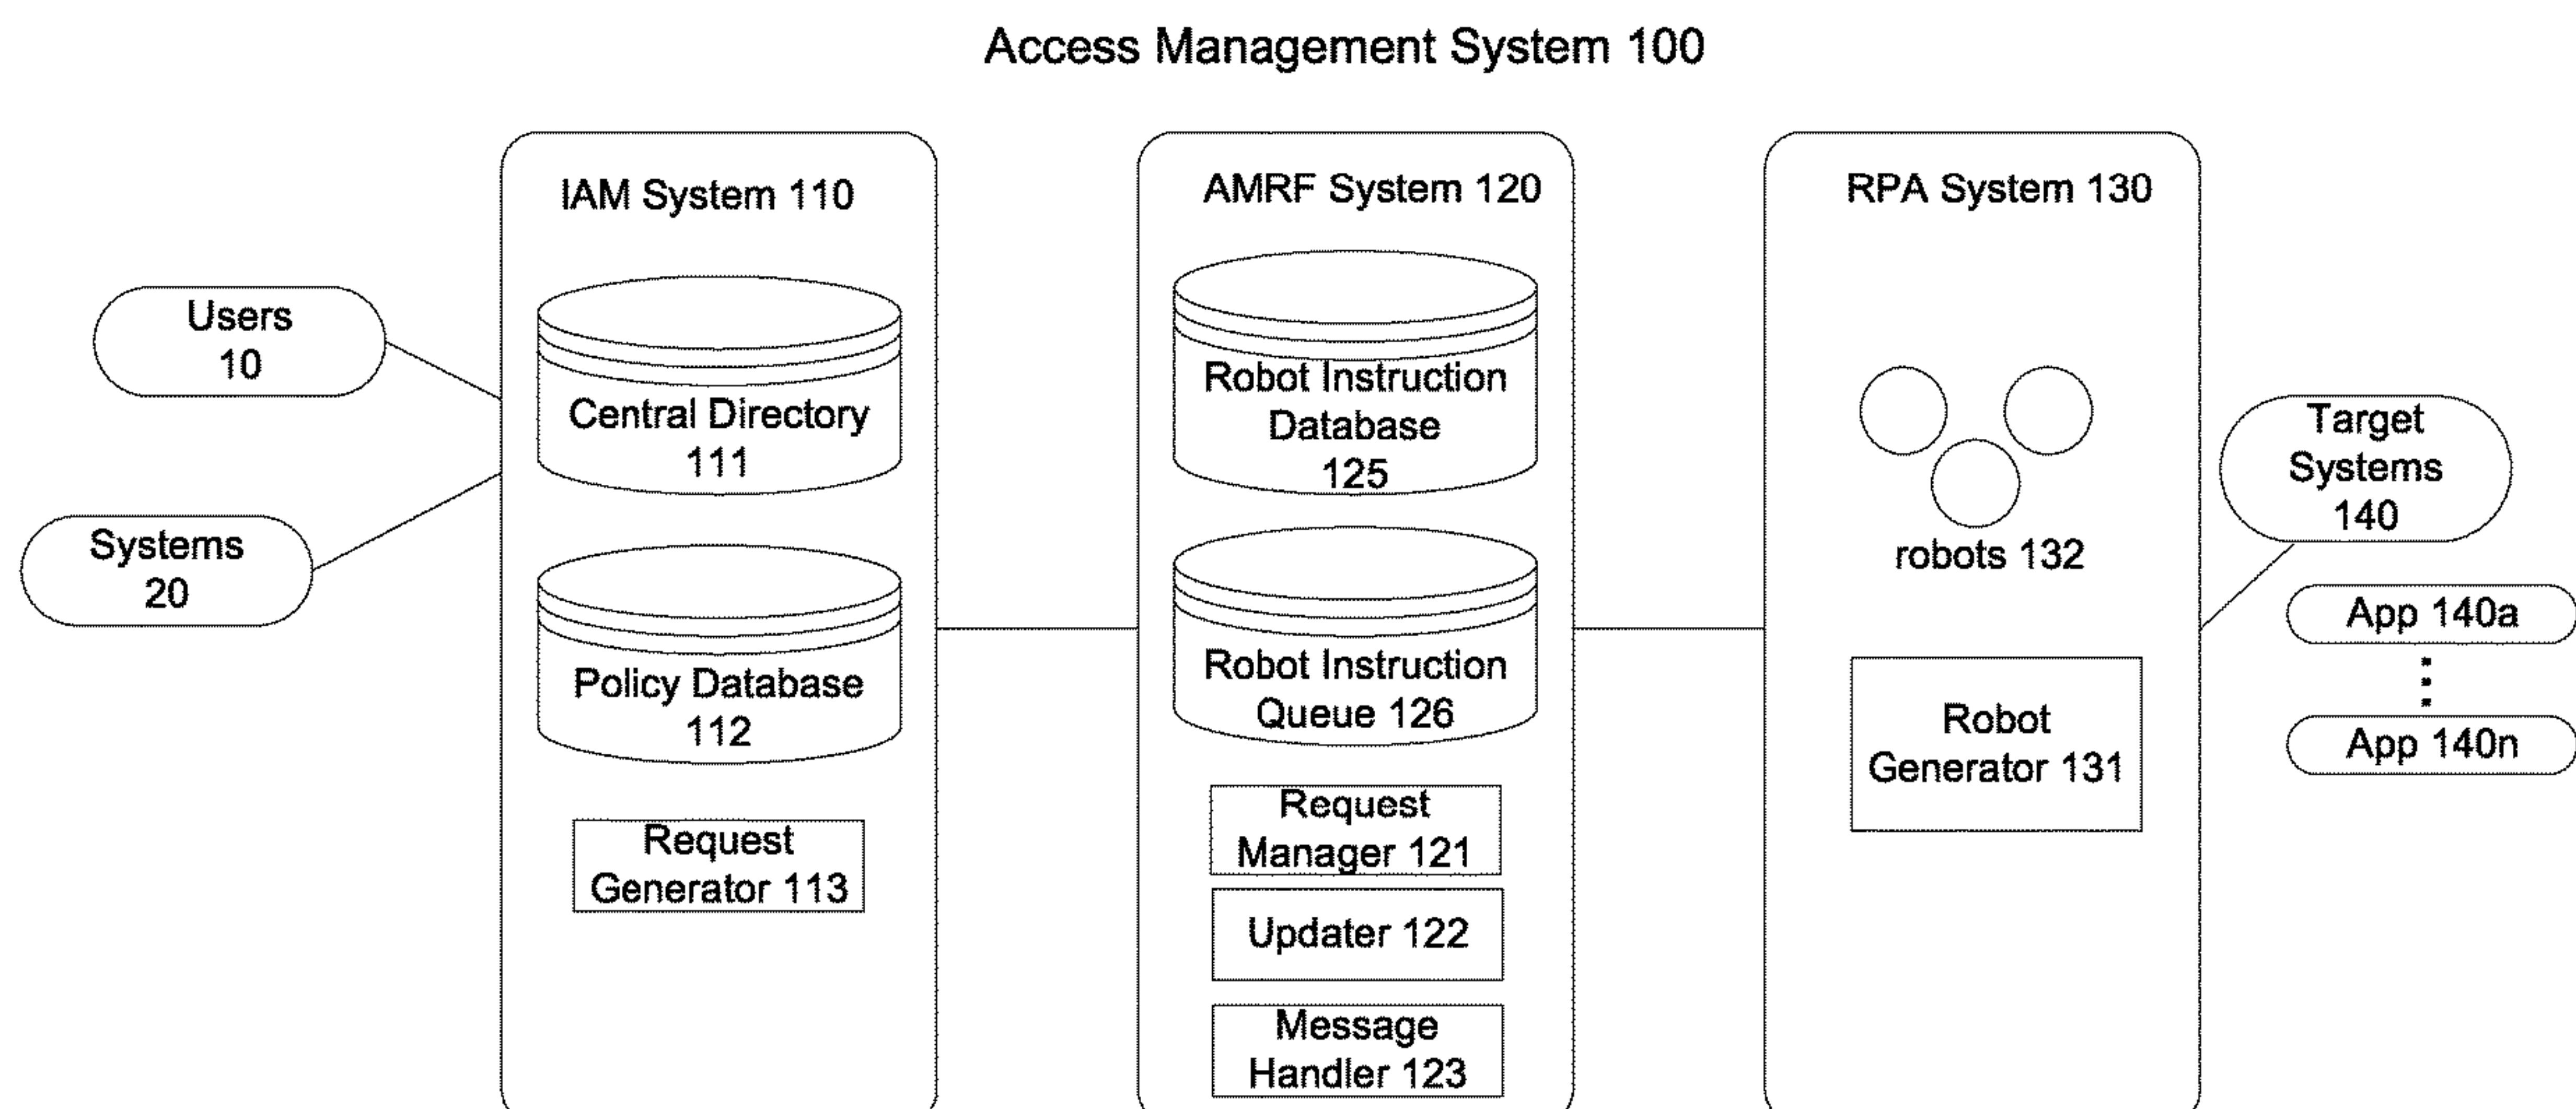 Access Management System 100
Users
10
Systems
20
IAM System 110
Central Directory
111
Policy Database
112
Request
Generator 113
AMRF System 120
Robot Instruction
Database
125
Robot Instruction
Queue 126
Request
Manager 121
Updater 122
Message
Handler 123
RPA System 130
robots 132
Robot
Generator 131
Target
Systems
140
App 140a
App 140n